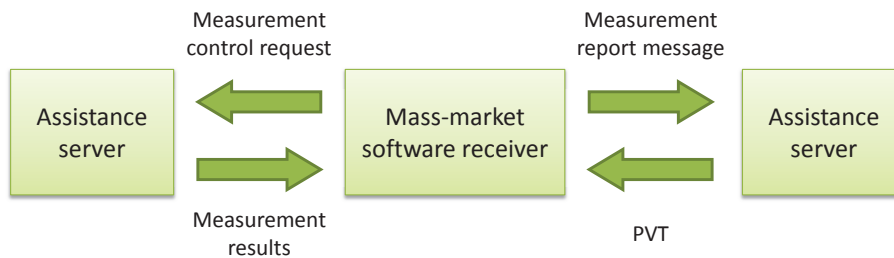 Measurement
control request
Measurement
report message
Assistance
server
Mass-market
software receiver
Assistance
server
Measurement
results
PVT